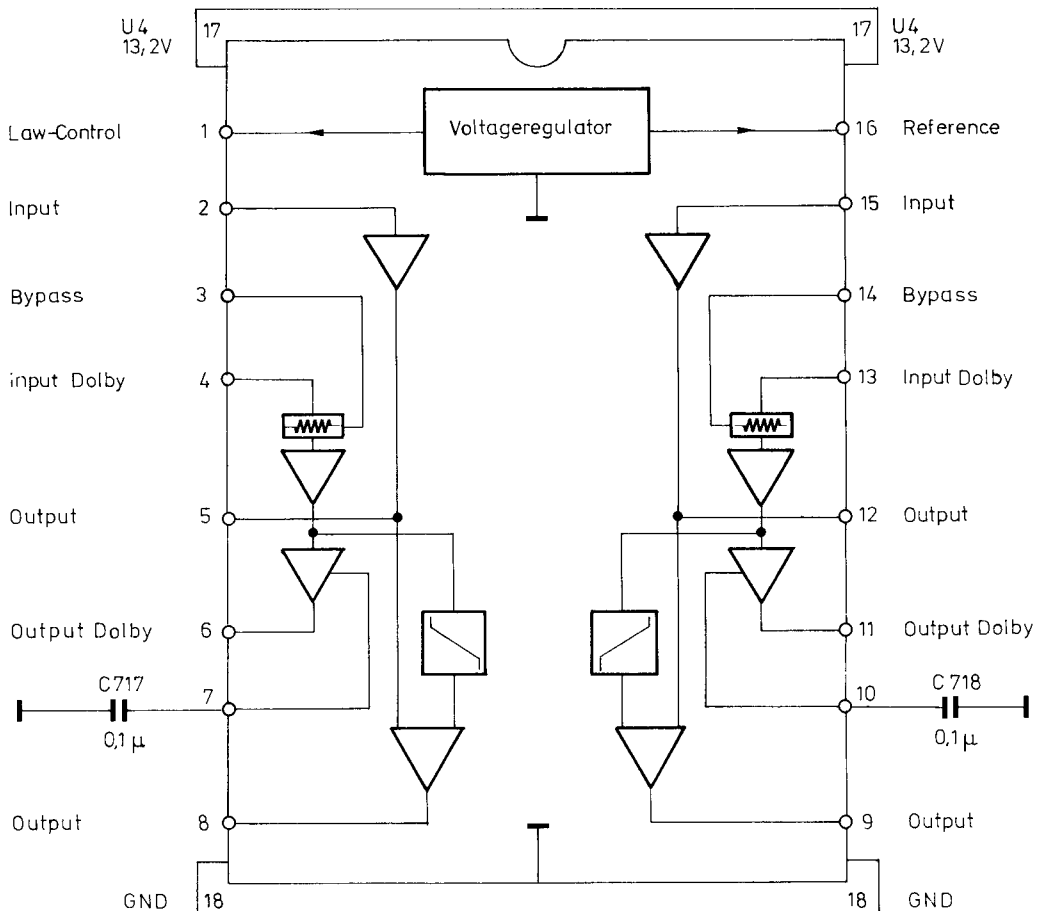 U4 17 17 U4
13,2V 13,2V
Law-Control 1 Voltageregulator 16 Reference
Input 2 15 Input
Bypass 3 14 Bypass
input Dolby 4 13 Input Dolby
Output 5 12 Output
Output Dolby 6 11 Output Dolby
C717 7 10 C718
0,1 µ 0,1 µ
Output 8 9 Output
GND 18 18 GND